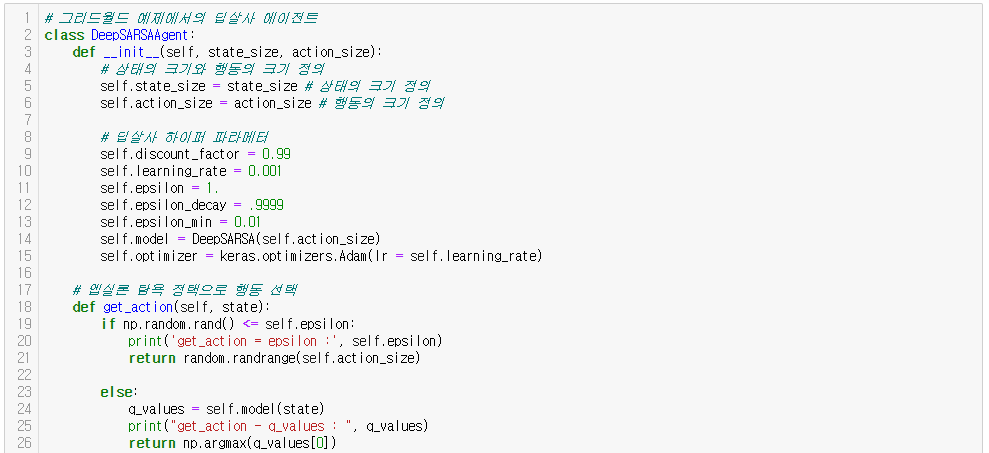 1 # 그리드월드 예제에서의 딥살사 에이전트
2 class DeepSARSAAgent:
3     def __init__(self, state_size, action_size):
4         # 상태의 크기와 행동의 크기 정의
5         self.state_size = state_size # 상태의 크기 정의
6         self.action_size = action_size # 행동의 크기 정의
7
8         # 딥살사 하이퍼 파라메터
9         self.discount_factor = 0.99
10         self.learning_rate = 0.001
11         self.epsilon = 1.
12         self.epsilon_decay = .9999
13         self.epsilon_min = 0.01
14         self.model = DeepSARSA(self.action_size)
15         self.optimizer = keras.optimizers.Adam(lr = self.learning_rate)
16
17     # 엡실론 탐욕 정택으로 행동 선택
18     def get_action(self, state):
19         if np.random.rand() <= self.epsilon:
20             print('get_action = epsilon :', self.epsilon)
21             return random.randrange(self.action_size)
22
23         else:
24             q_values = self.model(state)
25             print("get_action - q_values : ", q_values)
26             return np.argmax(q_values[0])